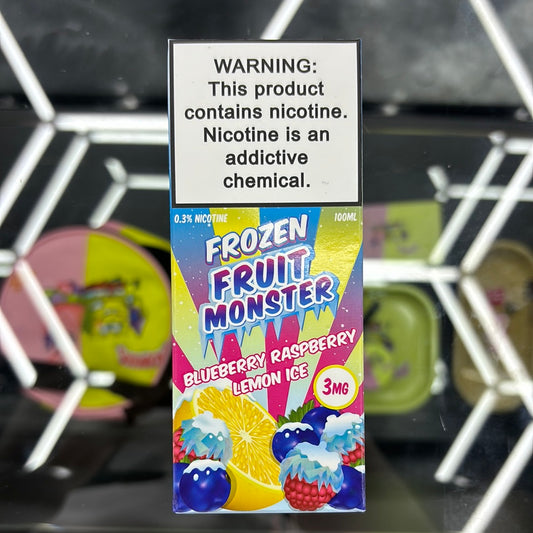 WARNING:
This product
contains nicotine.
Nicotine is an
addictive
chemical.
0.3% NICOTINE 100ML
FROZEN
FRUIT
MONSTER
BLUEBERRY RASPBERRY
LEMON ICE
3MG